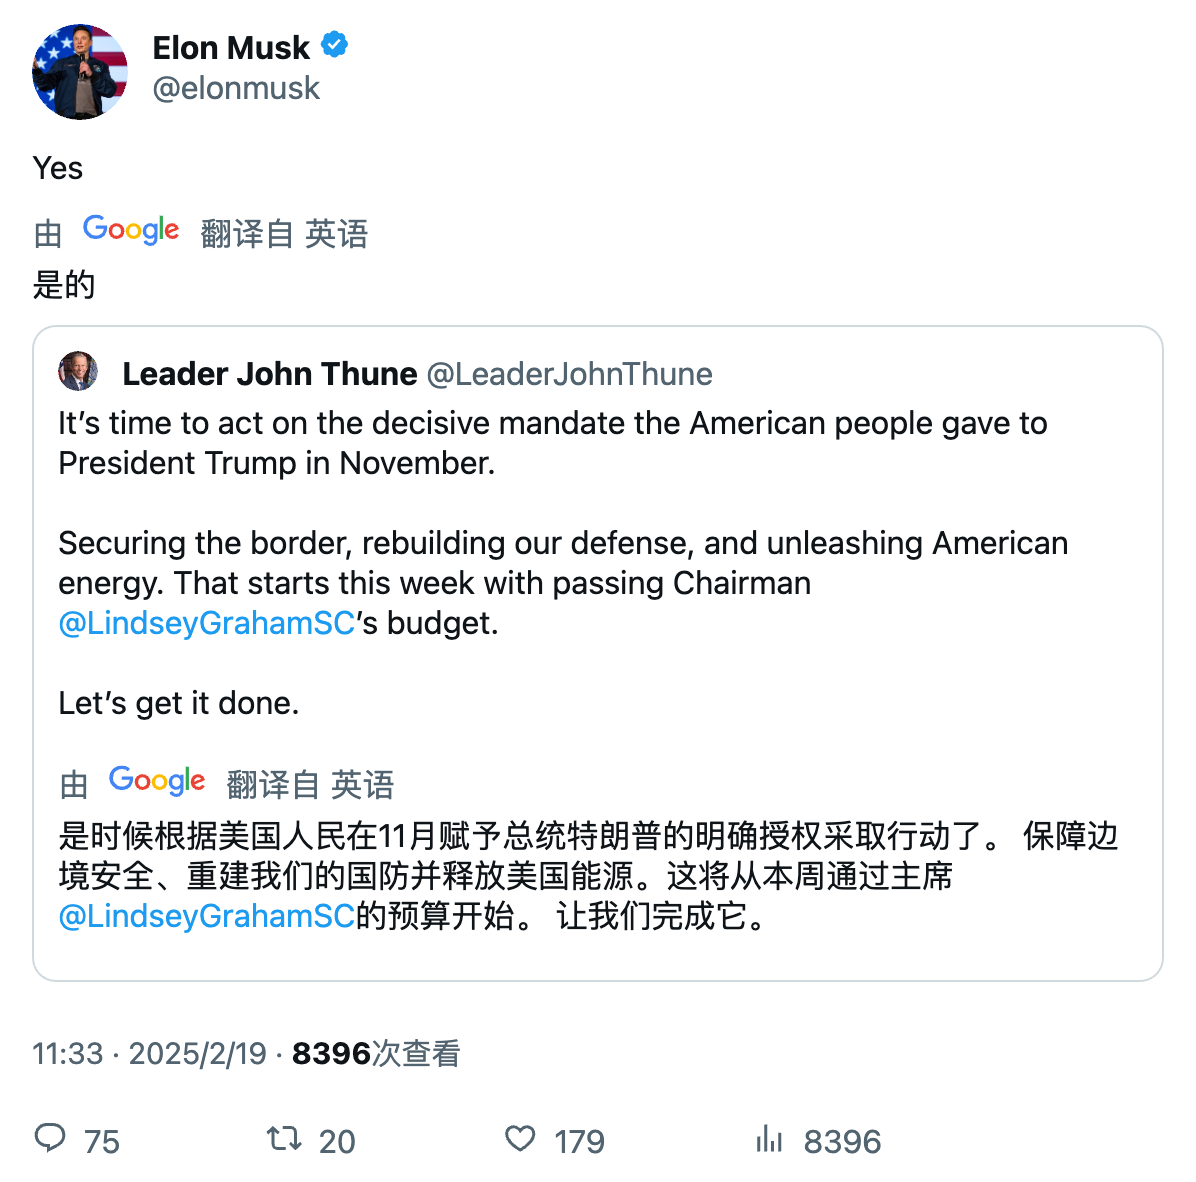 Elon Musk
@elonmusk
Yes
由 Google 翻译自 英语
是的
Leader John Thune @LeaderJohnThune
It’s time to act on the decisive mandate the American people gave to
President Trump in November.
Securing the border, rebuilding our defense, and unleashing American
energy. That starts this week with passing Chairman
@LindseyGrahamSC’s budget.
Let’s get it done.
由 Google 翻译自 英语
是时候根据美国人民在11月赋予总统特朗普的明确授权采取行动了。 保障边
境安全、重建我们的国防并释放美国能源。这将从本周通过主席
@LindseyGrahamSC的预算开始。 让我们完成它。
11:33 · 2025/2/19 · 8396次查看
75 20 179 8396